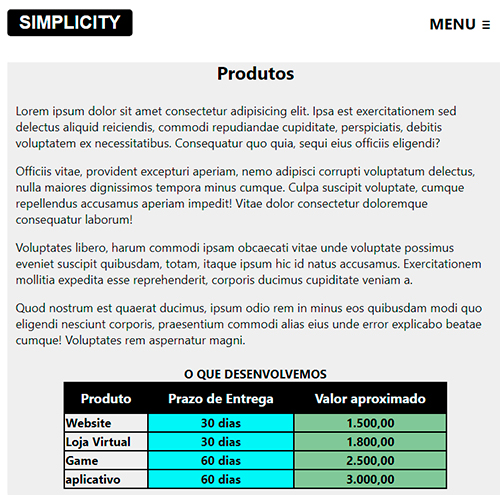 SIMPLICITY
MENU ☰
Produtos
Lorem ipsum dolor sit amet consectetur adipisicing elit. Ipsa est exercitationem sed
delectus aliquid reiciendis, commodi repudiandae cupiditate, perspiciatis, debitis
voluptatem ex necessitatibus. Consequatur quo quia, sequi eius officiis eligendi?
Officiis vitae, provident excepturi aperiam, nemo adipisci corrupti voluptatum delectus,
nulla maiores dignissimos tempora minus cumque. Culpa suscipit voluptate, cumque
repellendus accusamus aperiam impedit! Vitae dolor consectetur doloremque
consequatur laborum!
Voluptates libero, harum commodi ipsam obcaecati vitae unde voluptate possimus
eveniet suscipit quibusdam, totam, itaque ipsum hic id natus accusamus. Exercitationem
mollitia expedita esse reprehenderit, corporis ducimus cupiditate veniam a.
Quod nostrum est quaerat ducimus, ipsum odio rem in minus eos quibusdam modi quo
eligendi nesciunt corporis, praesentium commodi alias eius unde error explicabo beatae
cumque! Voluptates rem aspernatur magni.
O QUE DESENVOLVEMOS
Produto Prazo de Entrega Valor aproximado
Website 30 dias 1.500,00
Loja Virtual 30 dias 1.800,00
Game 60 dias 2.500,00
aplicativo 60 dias 3.000,00